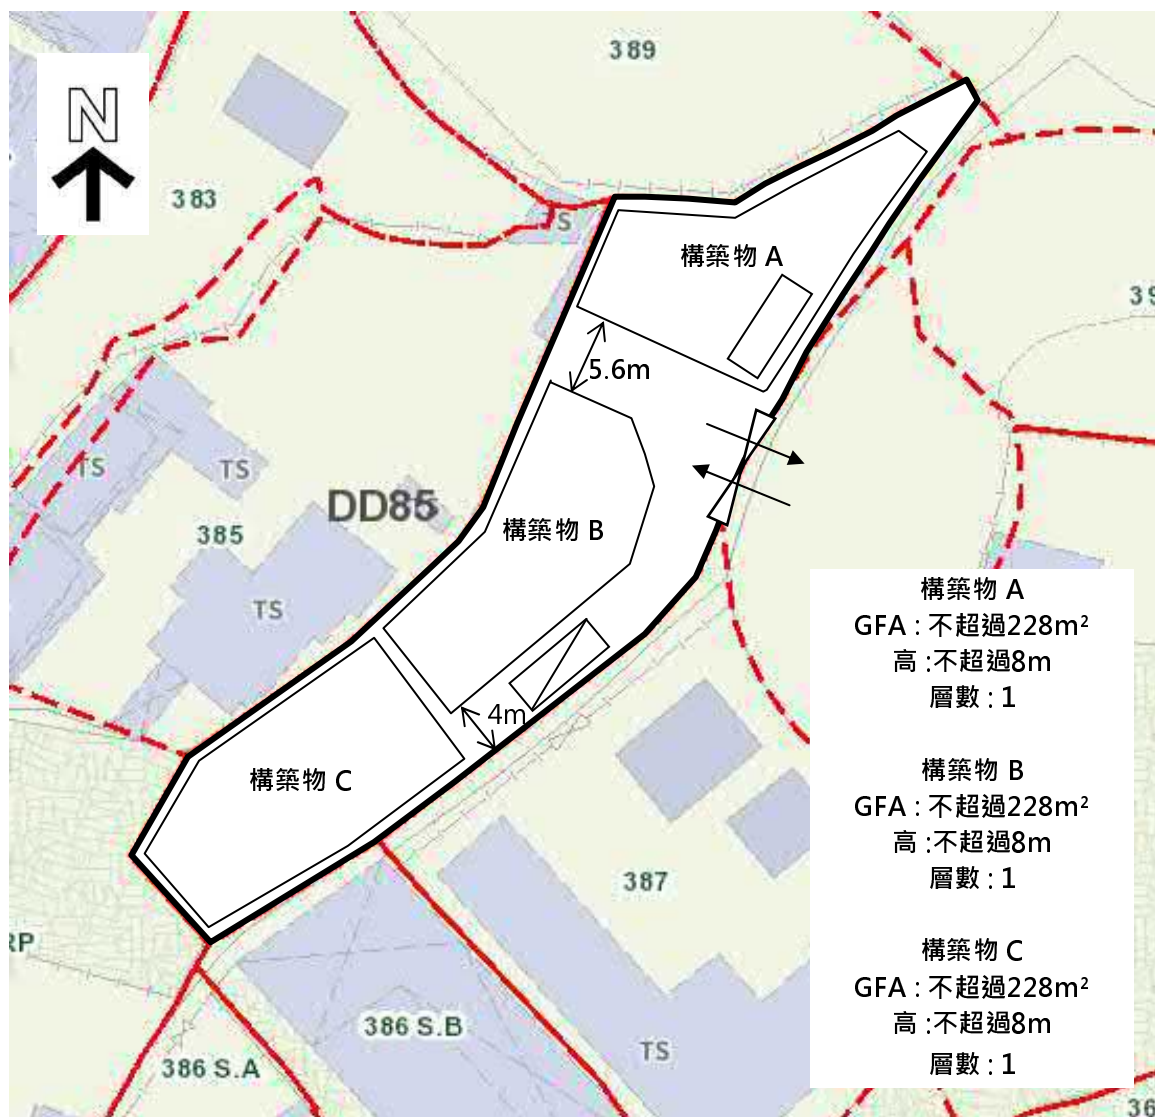 389
N
383
S
構築物 A
39
5.6m
TS
TS
DD85
385
構築物 B
TS
4m
構築物 C
387
RP
386 S.B
TS
386 S.A
構築物 A
GFA : 不超過228m²
高 :不超過8m
層數 : 1
構築物 B
GFA : 不超過228m²
高 :不超過8m
層數 : 1
構築物 C
GFA : 不超過228m²
高 :不超過8m
層數 : 1
36